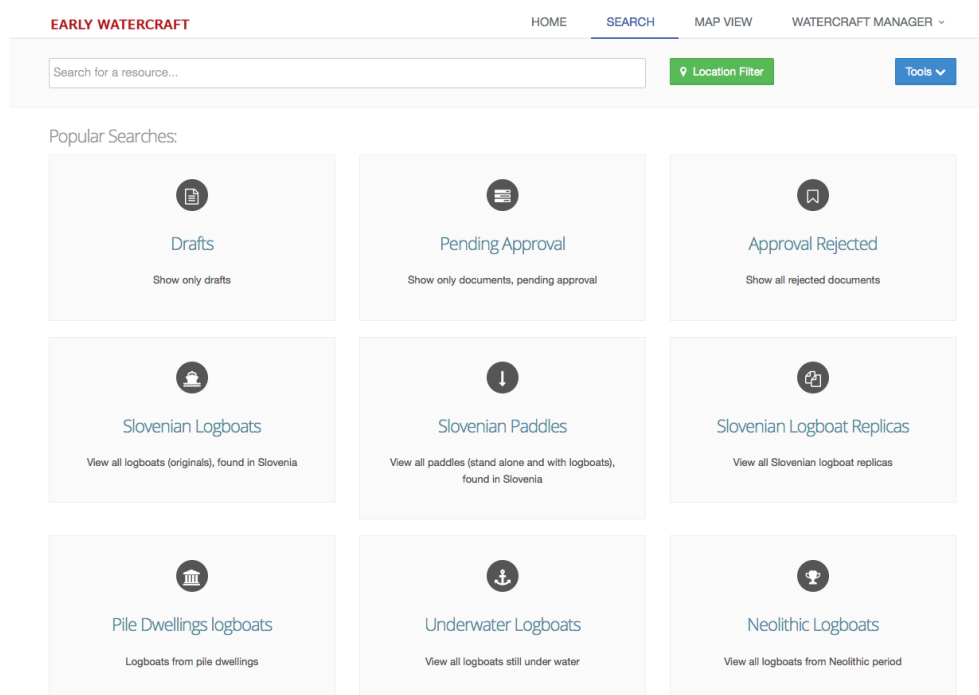 EARLY WATERCRAFT
HOME
SEARCH
MAP VIEW
WATERCRAFT MANAGER
Search for a resource...
Location Filter
Tools
Popular Searches:
Drafts
Show only drafts
Pending Approval
Show only documents, pending approval
Approval Rejected
Show all rejected documents
Slovenian Logboats
View all logboats (originals), found in Slovenia
Slovenian Paddles
View all paddles (stand alone and with logboats),
found in Slovenia
Slovenian Logboat Replicas
View all Slovenian logboat replicas
Pile Dwellings logboats
Logboats from pile dwellings
Underwater Logboats
View all logboats still under water
Neolithic Logboats
View all logboats from Neolithic period